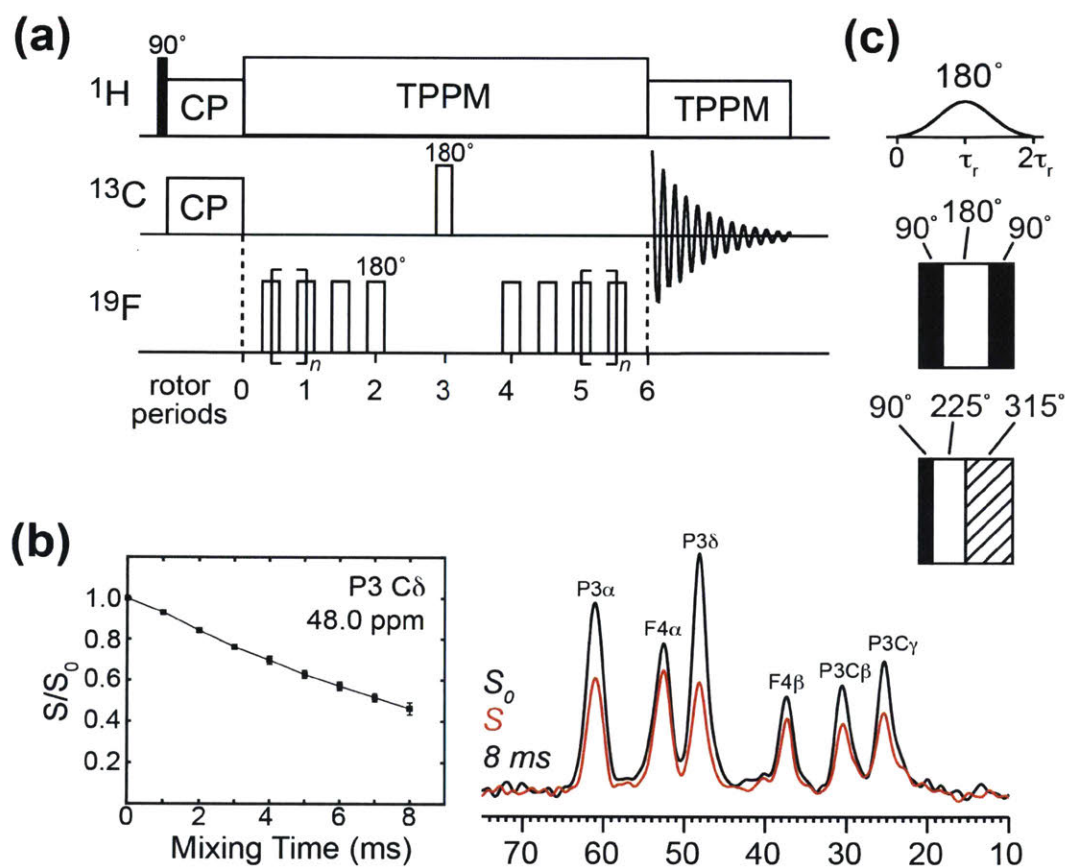 (a)
90°
¹H
CP
TPPM
TPPM
¹³C
CP
180°
¹⁹F
180°
n
n
rotor
periods
0
1
2
3
4
5
6
(c)
180°
0
τr
2τr
180°
90°
90°
90°
225°
315°
(b)
P3 Cδ
48.0 ppm
S/S₀
1.0
0.8
0.6
0.4
0.2
0
2
4
6
8
Mixing Time (ms)
P3δ
P3α
F4α
F4β
P3Cβ
P3Cγ
S₀
S
8 ms
70
60
50
40
30
20
10